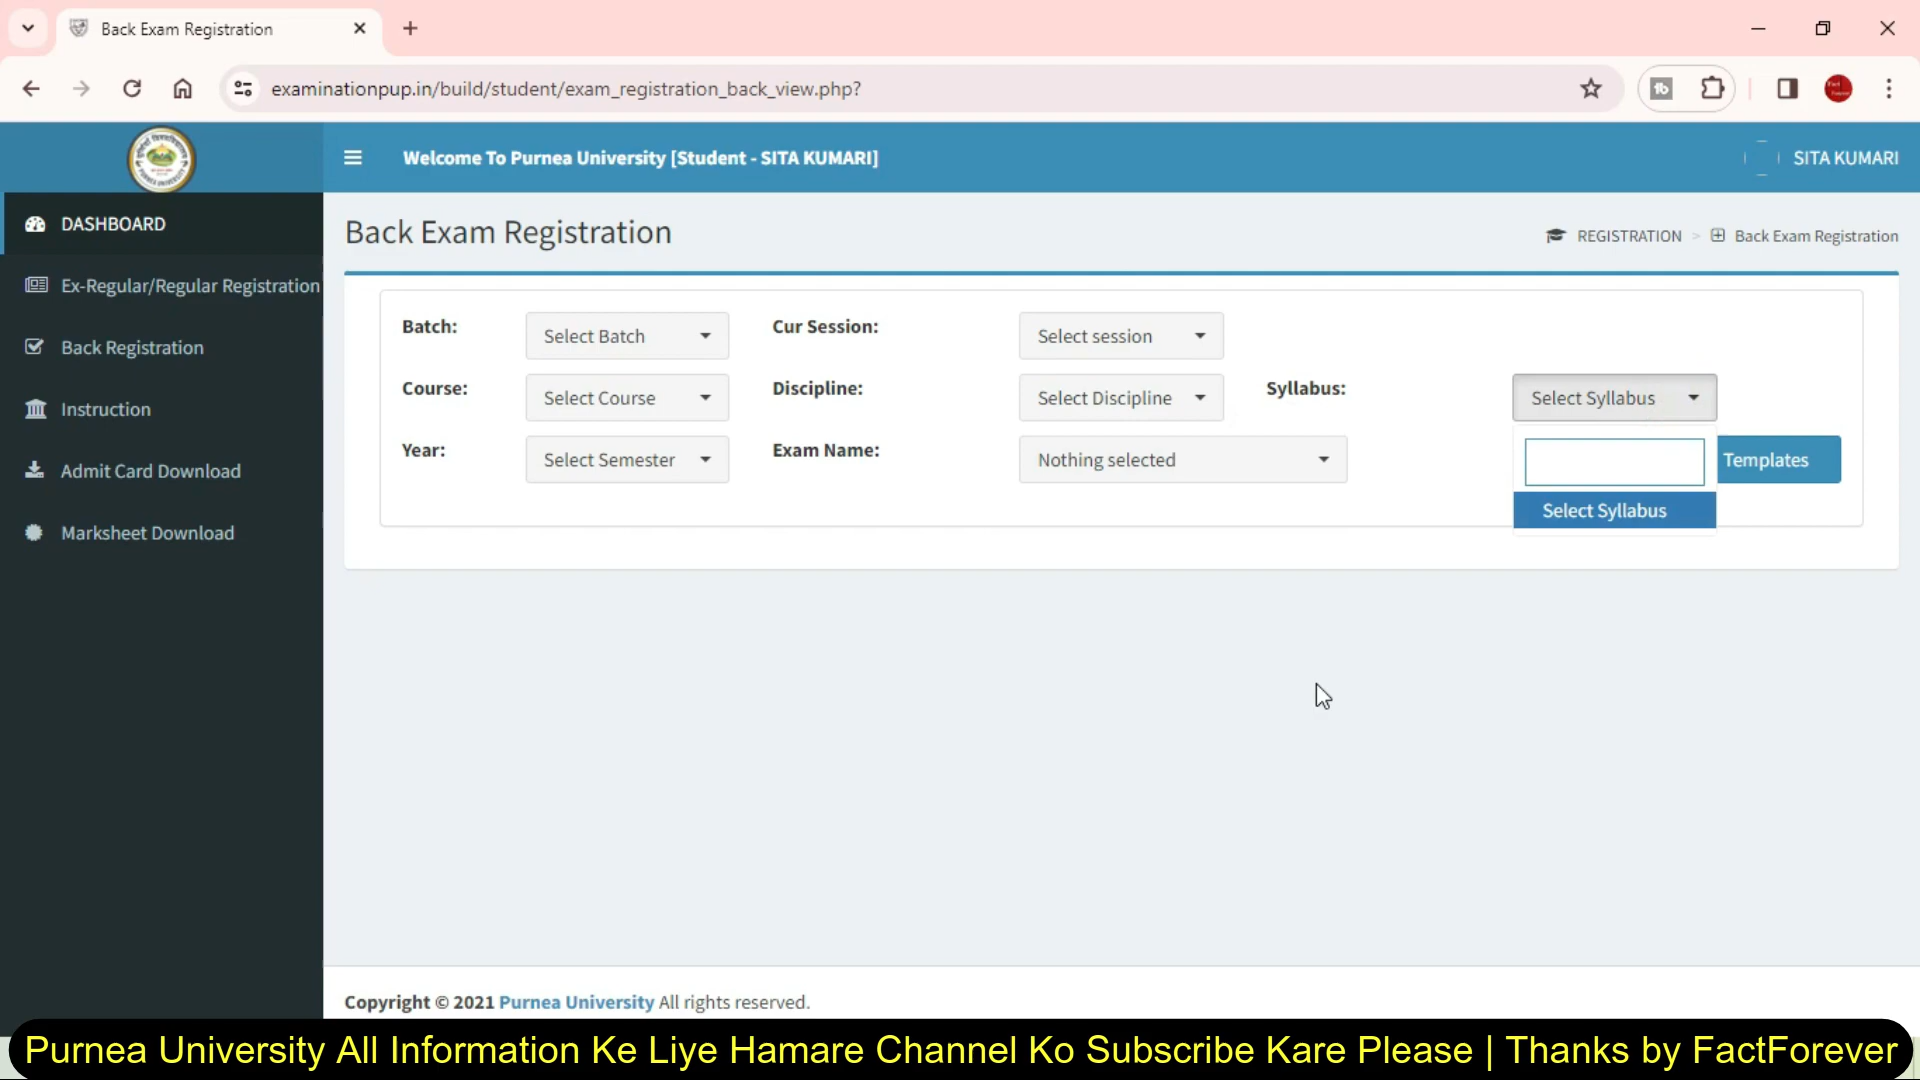 Back Exam Registration
examinationpup.in/build/student/exam_registration_back_view.php?
Welcome To Purnea University [Student - SITA KUMARI]
SITA KUMARI
DASHBOARD
Ex-Regular/Regular Registration
Back Registration
Instruction
Admit Card Download
Marksheet Download
Back Exam Registration
REGISTRATION > Back Exam Registration
Batch: Select Batch Cur Session: Select session
Course: Select Course Discipline: Select Discipline Syllabus: Select Syllabus
Year: Select Semester Exam Name: Nothing selected Templates
Select Syllabus
Copyright © 2021 Purnea University All rights reserved.
Purnea University All Information Ke Liye Hamare Channel Ko Subscribe Kare Please | Thanks by FactForever